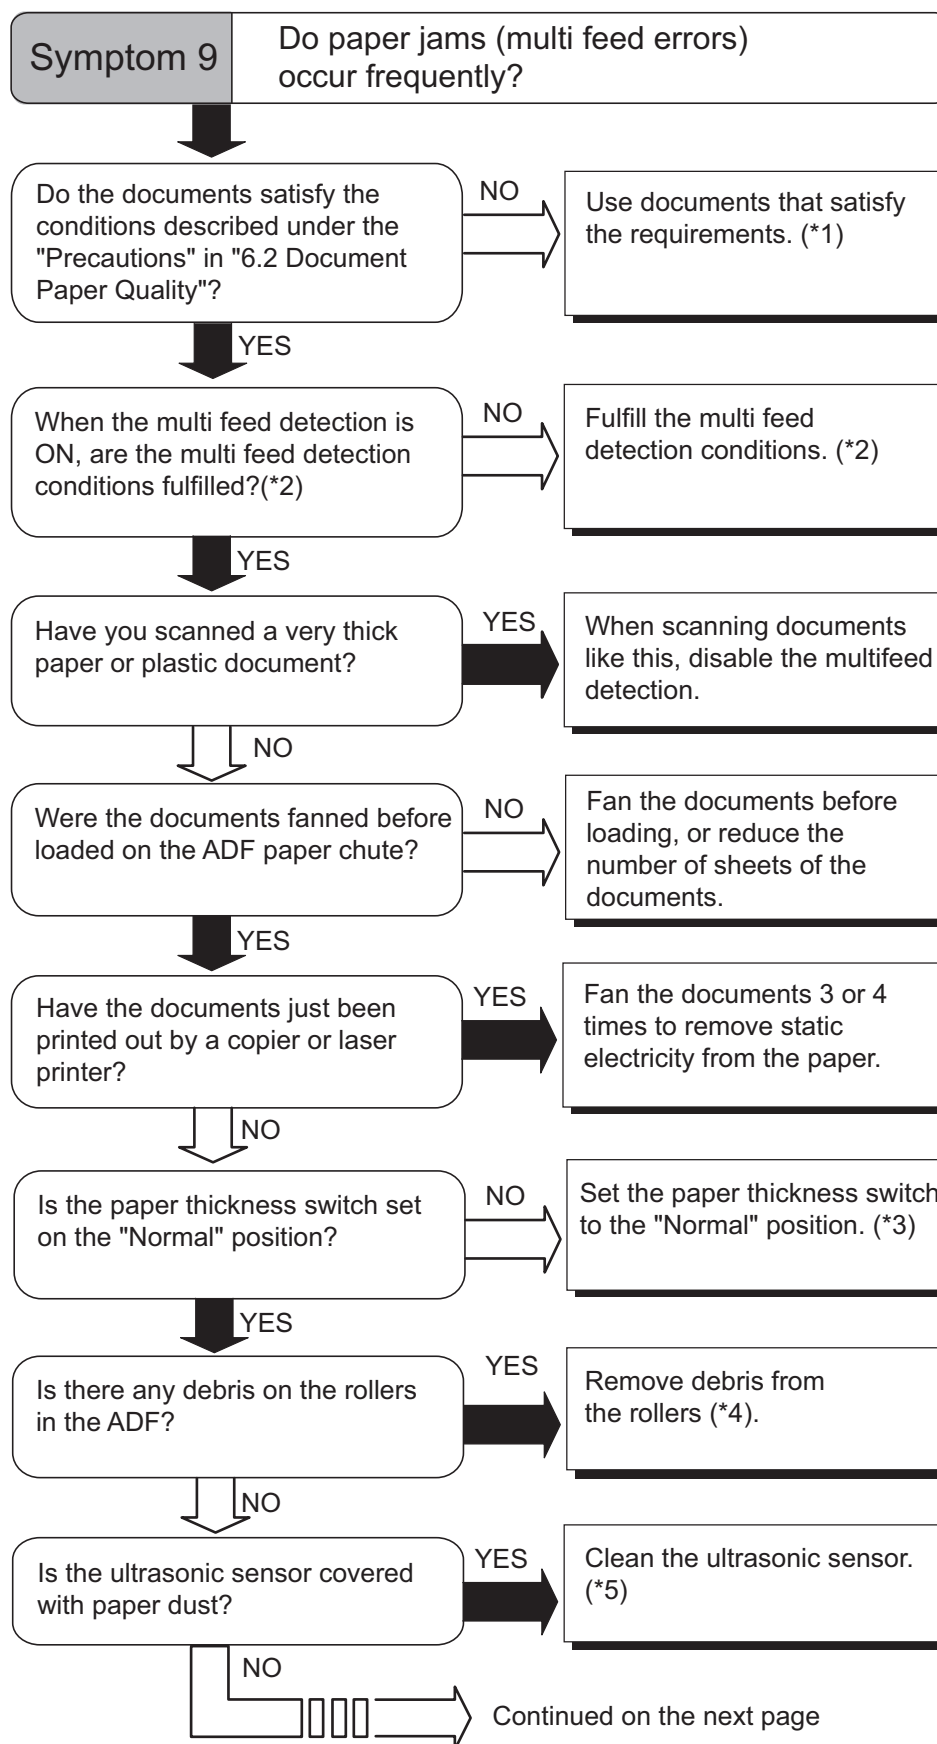 Symptom 9
Do paper jams (multi feed errors)
occur frequently?
Do the documents satisfy the
conditions described under the
"Precautions" in "6.2 Document
Paper Quality"?
NO
Use documents that satisfy
the requirements. (*1)
YES
When the multi feed detection is
ON, are the multi feed detection
conditions fulfilled?(*2)
NO
Fulfill the multi feed
detection conditions. (*2)
YES
Have you scanned a very thick
paper or plastic document?
YES
When scanning documents
like this, disable the multifeed
detection.
NO
Were the documents fanned before
loaded on the ADF paper chute?
NO
Fan the documents before
loading, or reduce the
number of sheets of the
documents.
YES
Have the documents just been
printed out by a copier or laser
printer?
YES
Fan the documents 3 or 4
times to remove static
electricity from the paper.
NO
Is the paper thickness switch set
on the "Normal" position?
NO
Set the paper thickness switch
to the "Normal" position. (*3)
YES
Is there any debris on the rollers
in the ADF?
YES
Remove debris from
the rollers (*4).
NO
Is the ultrasonic sensor covered
with paper dust?
YES
Clean the ultrasonic sensor.
(*5)
NO
Continued on the next page